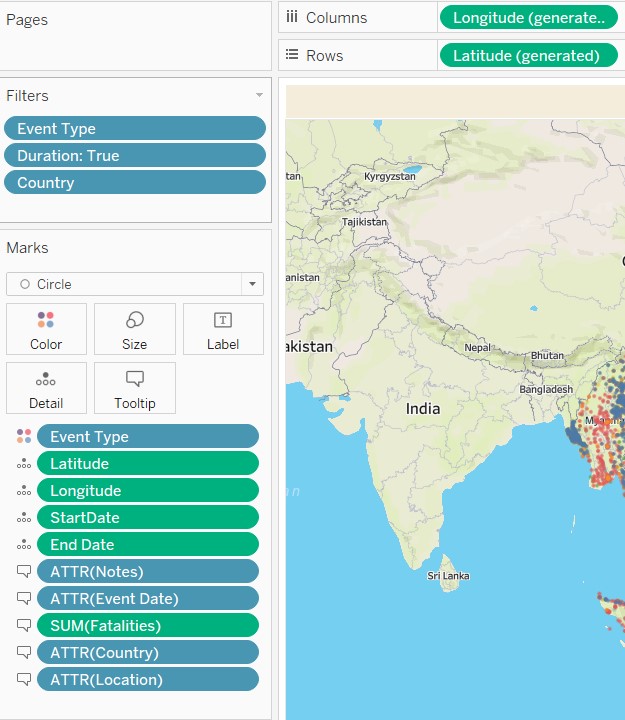 Pages
Columns
Longitude (generate..
Rows
Latitude (generated)
Filters
Event Type
Duration: True
Country
Marks
Circle
Color
Size
Label
Detail
Tooltip
Event Type
Latitude
Longitude
StartDate
End Date
ATTR(Notes)
ATTR(Event Date)
SUM(Fatalities)
ATTR(Country)
ATTR(Location)
tan
Kyrgyzstan
Tajikistan
anistan
akistan
Nepal
Bhutan
Bangladesh
India
Sri Lanka